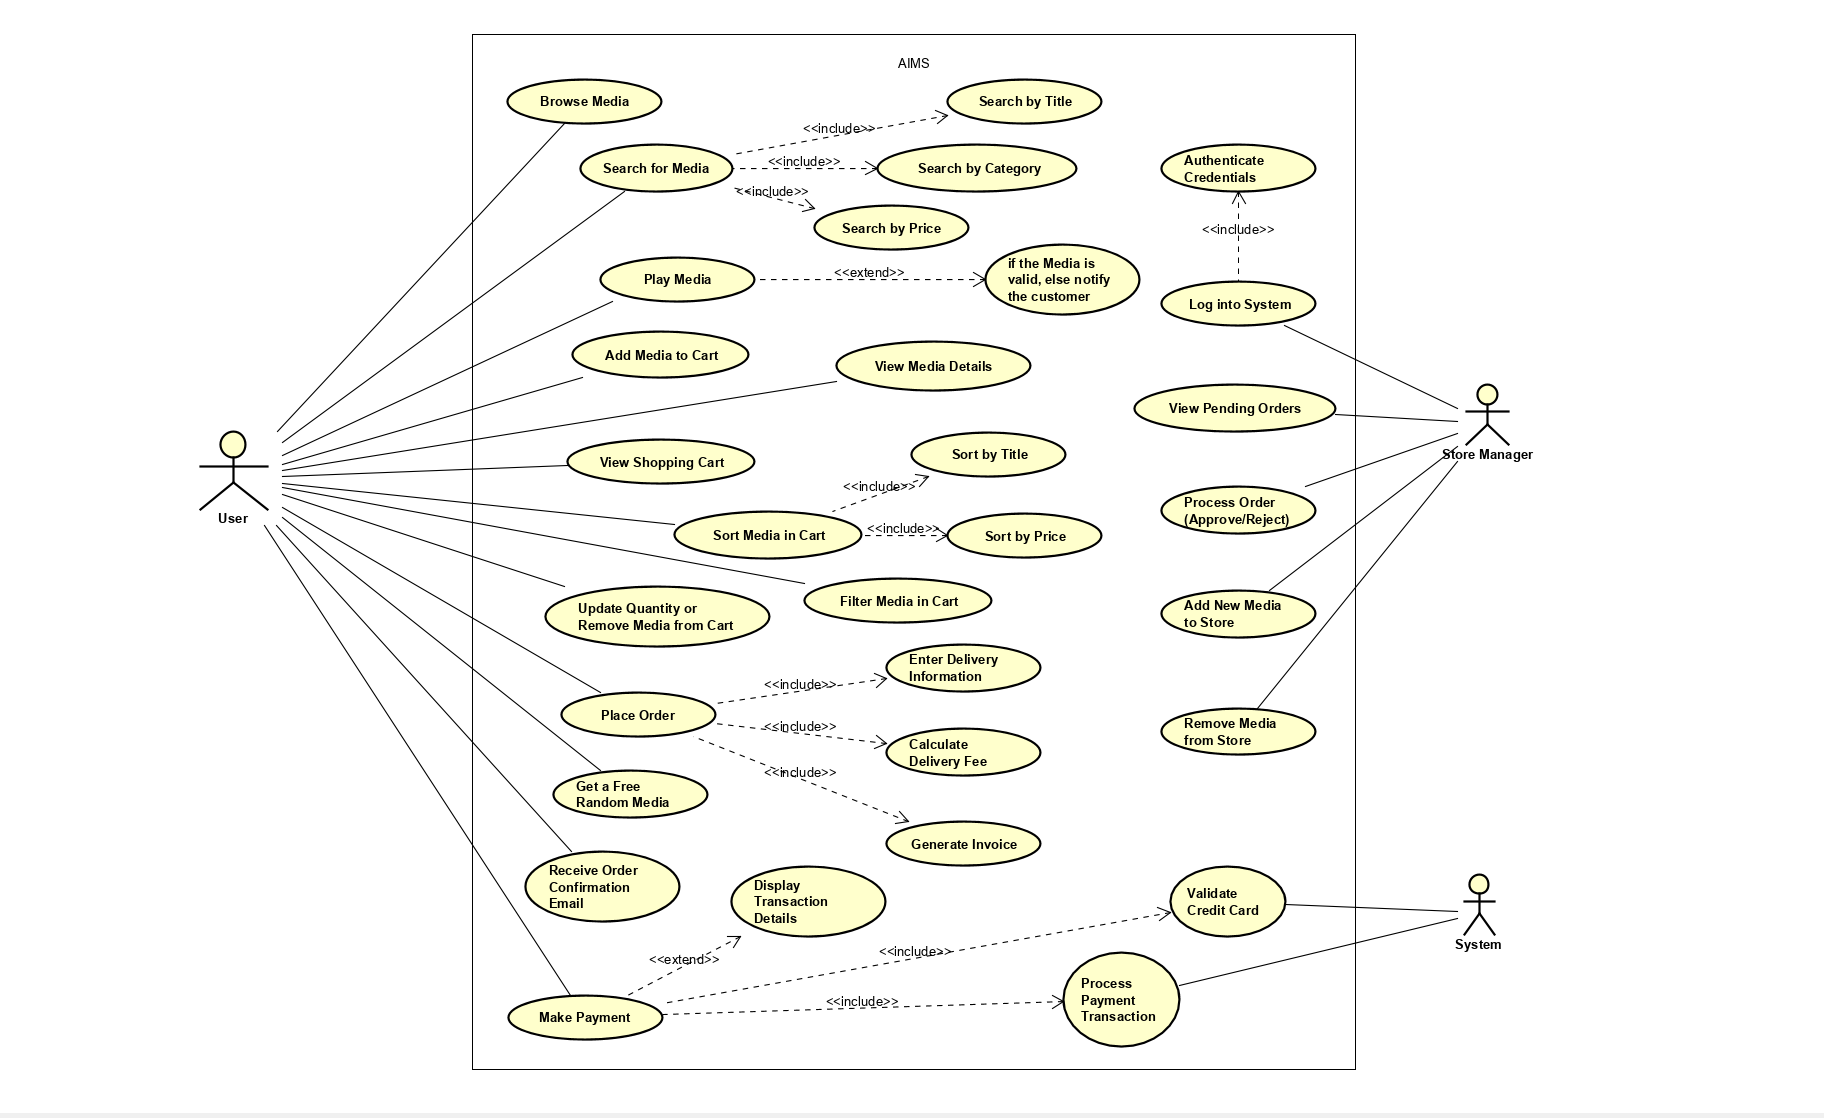 AIMS
Browse Media
Search by Title
<<include>>
Search for Media
<<include>>
Search by Category
Authenticate
Credentials
<<include>>
Search by Price
<<include>>
Play Media
<<extend>>
if the Media is
valid, else notify
the customer
Log into System
Add Media to Cart
View Media Details
View Pending Orders
Store Manager
User
View Shopping Cart
Sort by Title
<<include>>
Sort Media in Cart
<<include>>
Sort by Price
Process Order
(Approve/Reject)
Filter Media in Cart
Update Quantity or
Remove Media from Cart
Add New Media
to Store
Enter Delivery
Information
<<include>>
Place Order
<<include>>
Calculate
Delivery Fee
Remove Media
from Store
<<include>>
Get a Free
Random Media
Generate Invoice
Receive Order
Confirmation
Email
Display
Transaction
Details
Validate
Credit Card
System
<<extend>>
<<include>>
<<include>>
Process
Payment
Transaction
Make Payment